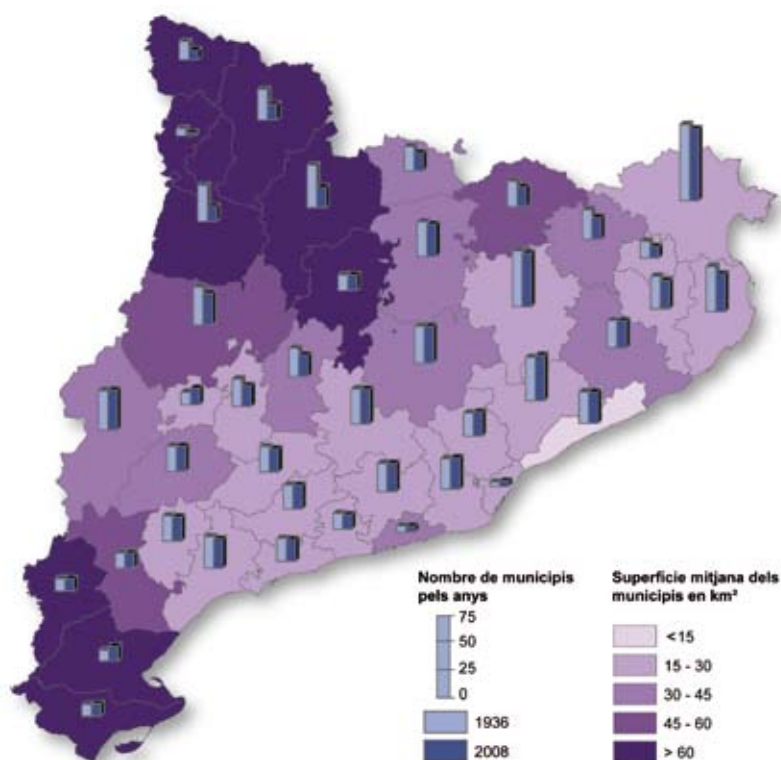 Nombre de municipis
pels anys
75
50
25
0
1936
2008
Superficie mitjana dels
municipis en km²
<15
15 - 30
30 - 45
45 - 60
> 60